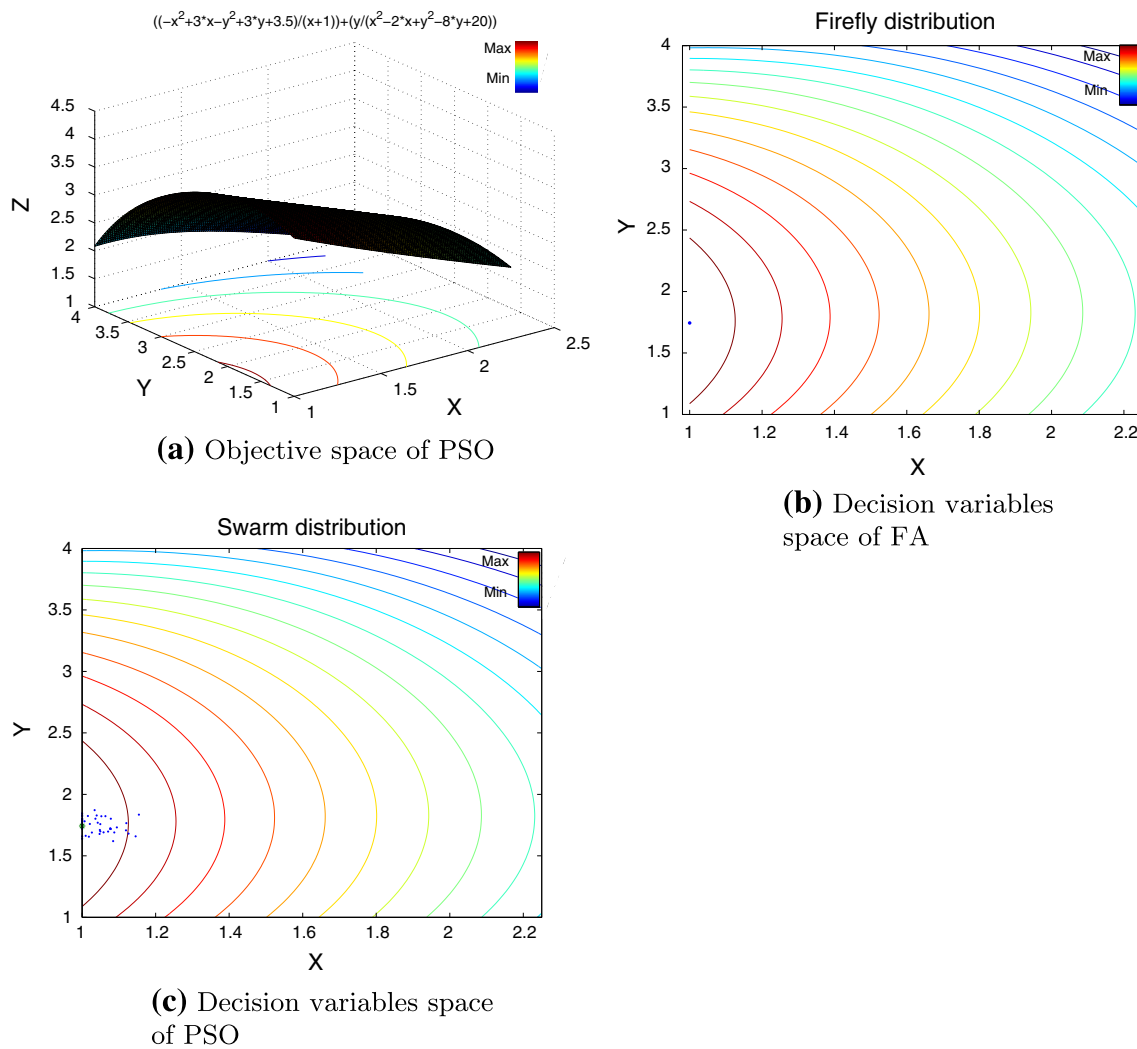 ((−x²+3*x−y²+3*y+3.5)/(x+1))+(y/(x²−2*x+y²−8*y+20))
Max
Min
4.5
4
3.5
3
2.5
2
1.5
1
Z
4
3.5
3
2.5
2
1.5
1
Y
1
1.5
2
2.5
X
(a) Objective space of PSO
Firefly distribution
Max
Min
4
3.5
3
2.5
2
1.5
1
Y
1
1.2
1.4
1.6
1.8
2
2.2
X
(b) Decision variables
space of FA
Swarm distribution
Max
Min
4
3.5
3
2.5
2
1.5
1
Y
1
1.2
1.4
1.6
1.8
2
2.2
X
(c) Decision variables space
of PSO